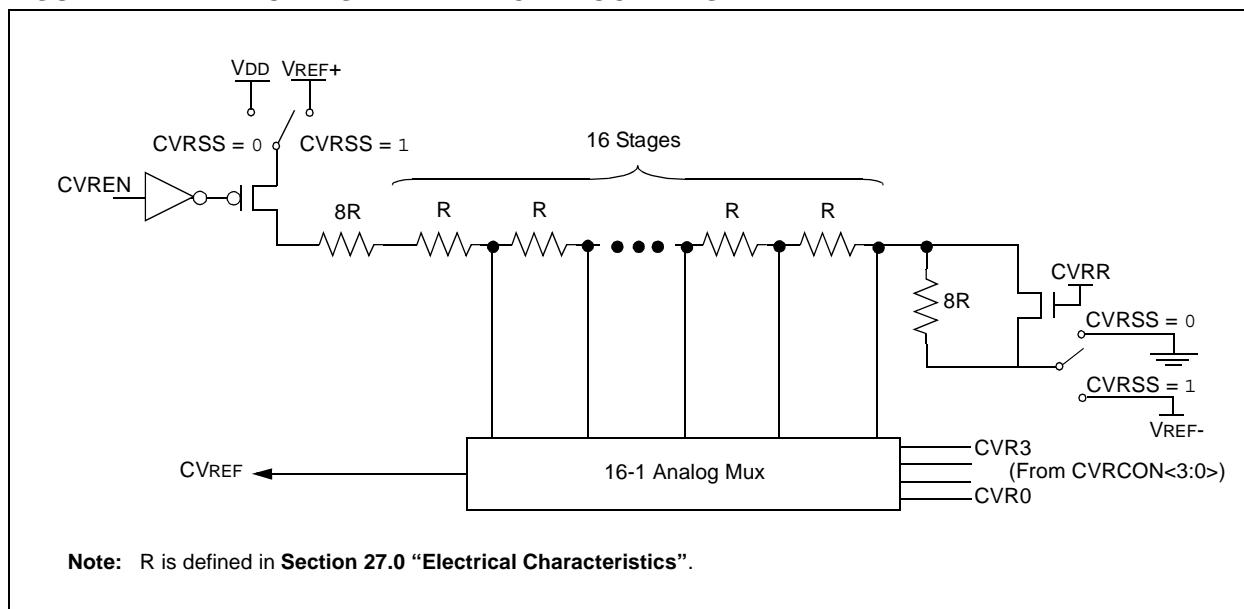 VDD VREF+
CVRSS = 0 CVRSS = 1
16 Stages
CVREN
8R R R R R
CVRR
8R
CVRSS = 0
CVRSS = 1
VREF-
CVREF
16-1 Analog Mux
CVR3
(From CVRCON<3:0>)
CVR0
Note: R is defined in Section 27.0 “Electrical Characteristics”.